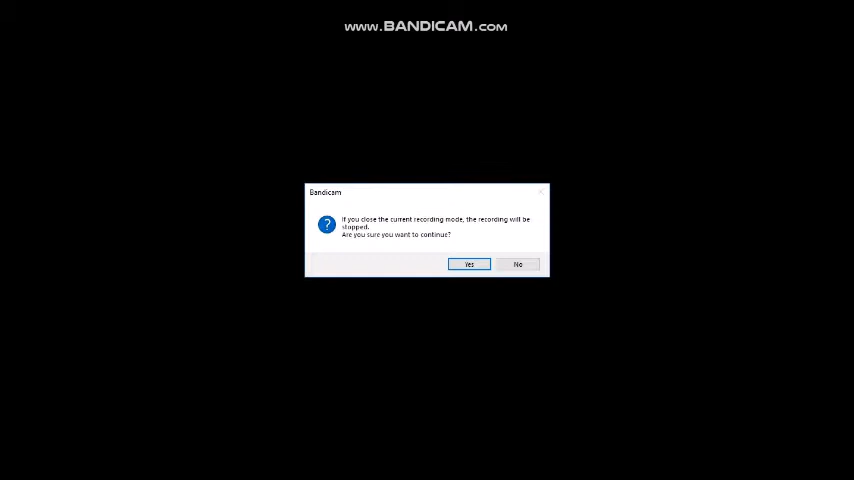 www.BANDICAM.com
Bandicam
If you close the current recording mode, the recording will be
stopped.
Are you sure you want to continue?
Yes
No